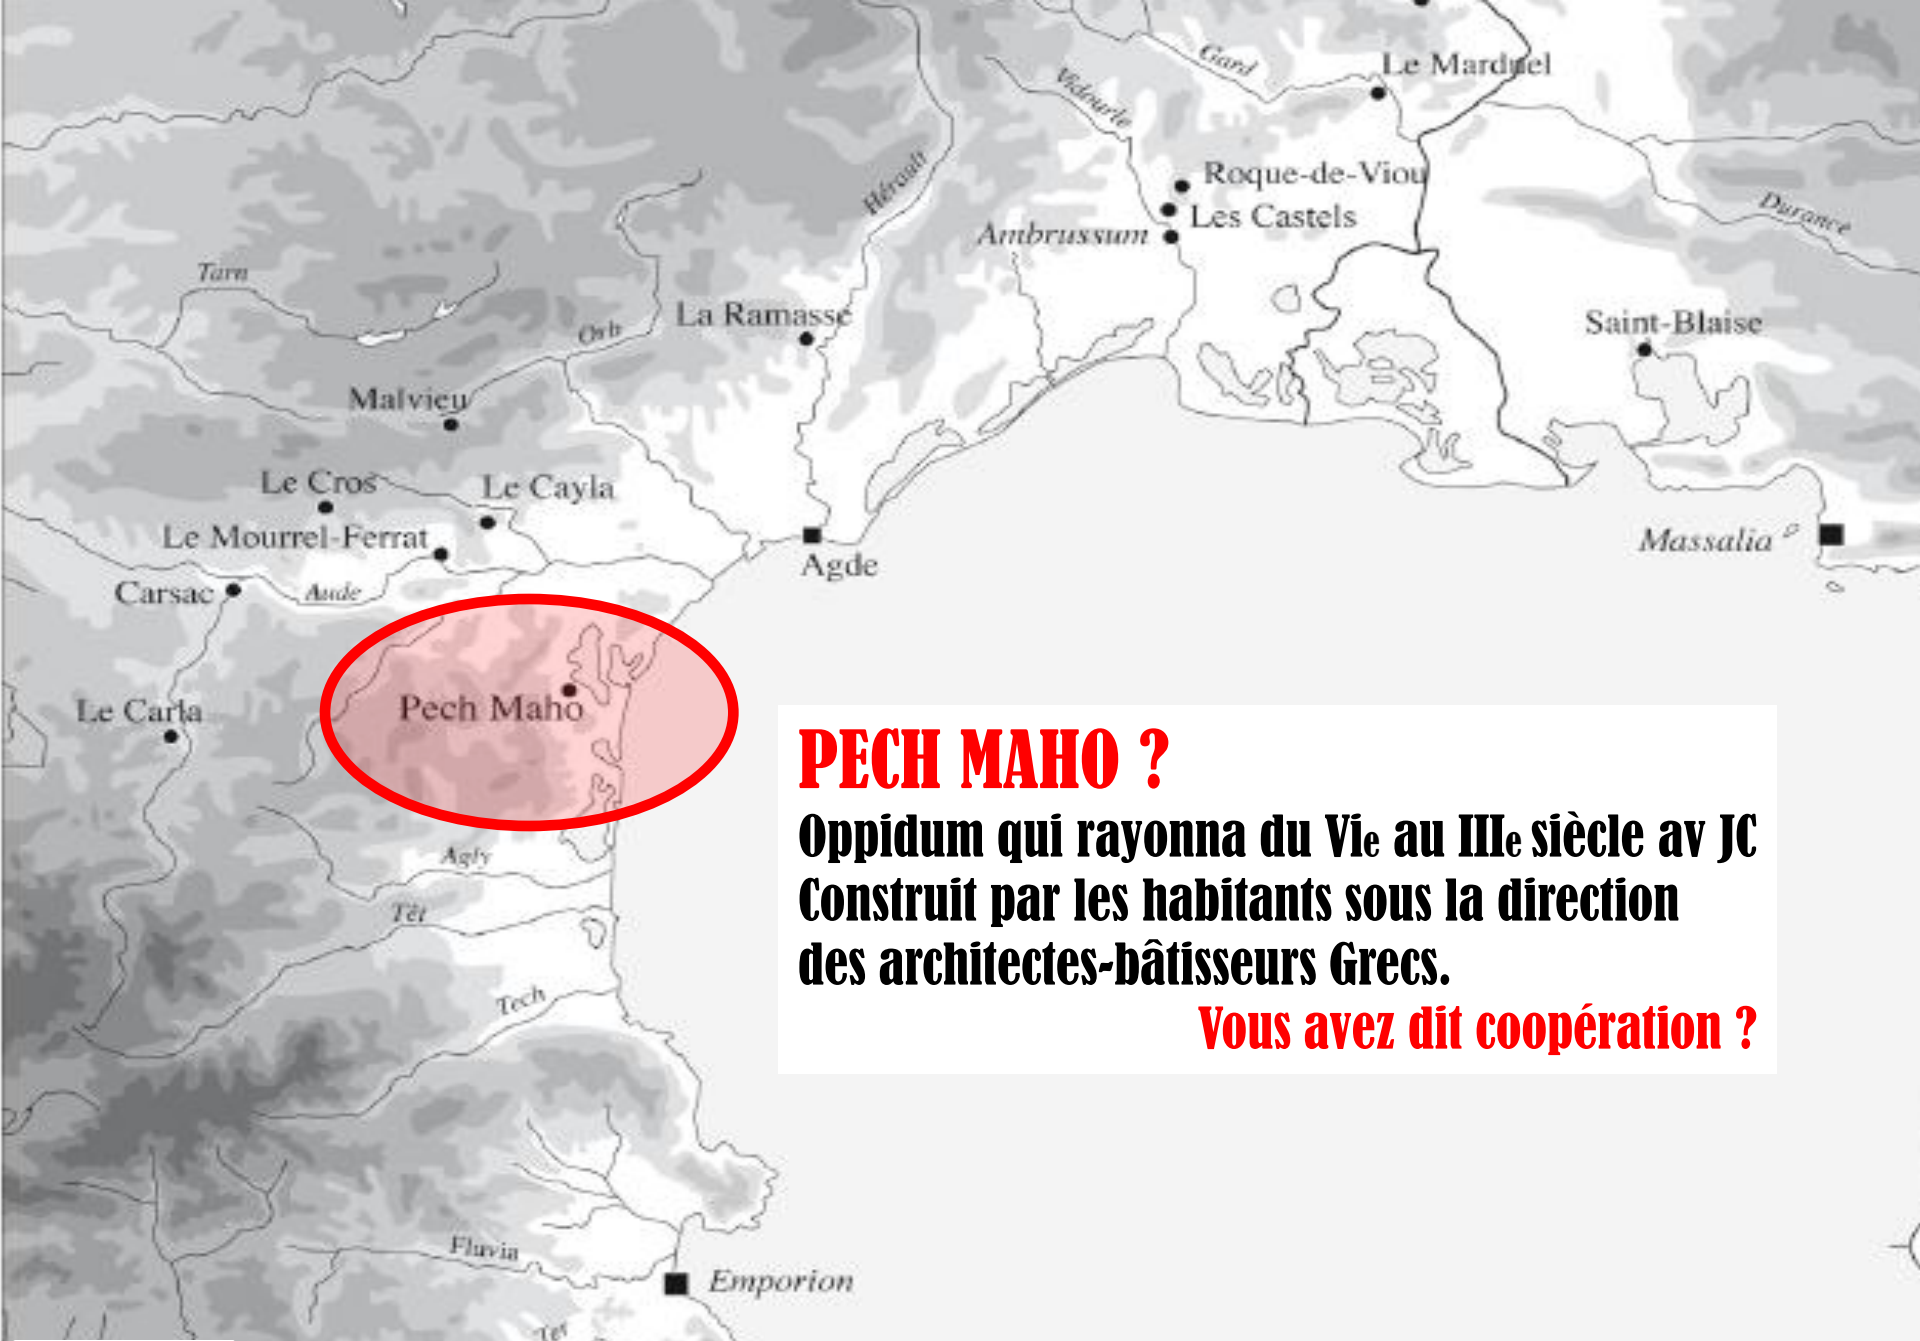 Gard
Le Marduel
Vidourle
Hérault
Roque-de-Viou
Les Castels
Ambrussum
Durance
Tarn
Orb
La Ramasse
Saint-Blaise
Malvieu
Le Cros
Le Cayla
Le Mourrel-Ferrat
Agde
Massalia
Carsac
Aude
Pech Maho
Le Carla
PECH MAHO ?
Oppidum qui rayonna du VIe au IIIe siècle av JC
Construit par les habitants sous la direction
des architectes-bâtisseurs Grecs.
Vous avez dit coopération ?
Agly
Têt
Tech
Fluvia
Emporion
Ter